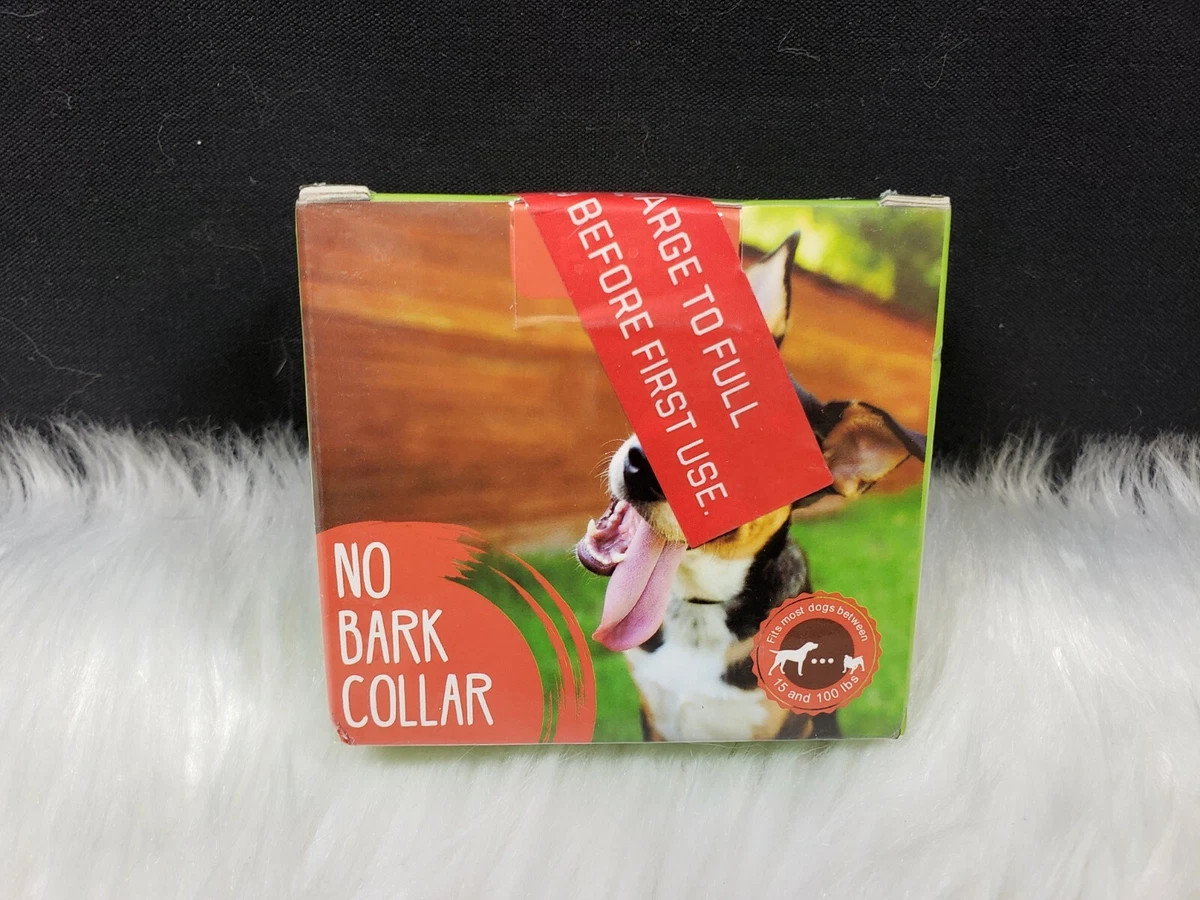 ARGE TO FULL
BEFORE FIRST USE.
NO
BARK
COLLAR
Fits most dogs between
15 and 100 lbs